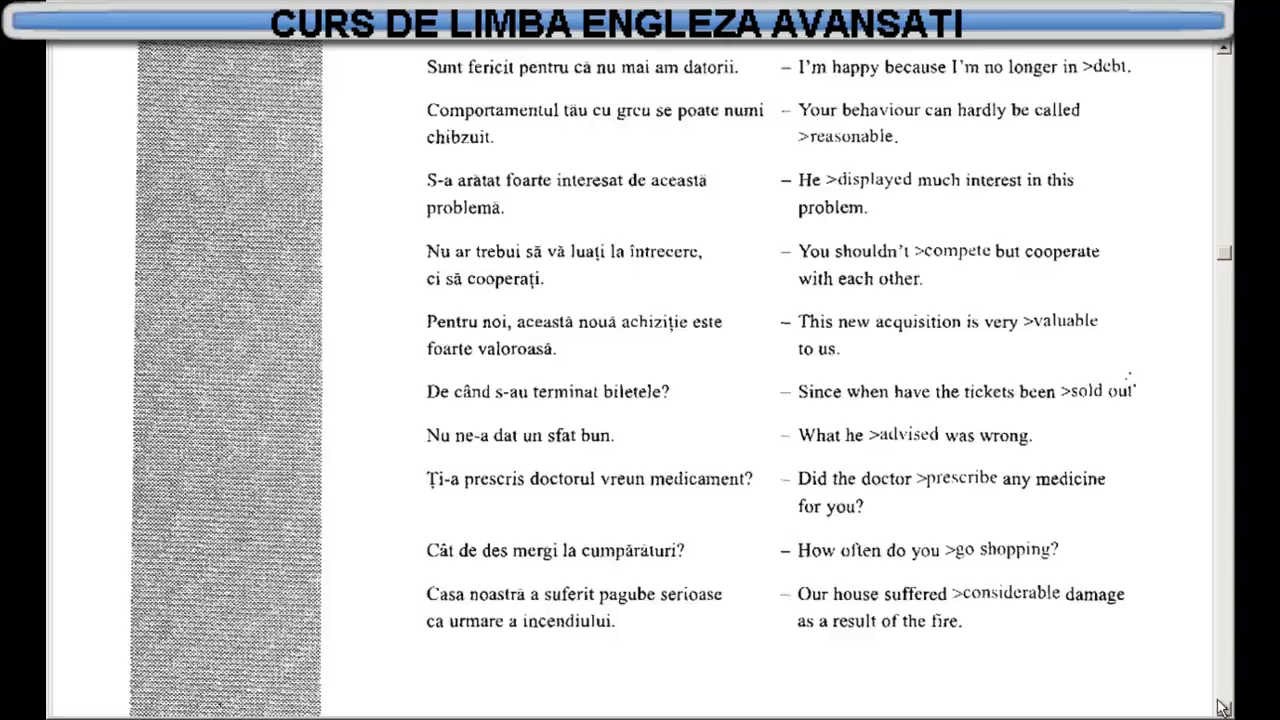 CURS DE LIMBA ENGLEZA AVANSATI
Sunt fericit pentru că nu mai am datorii. – I'm happy because I'm no longer in >debt.
Comportamentul tău cu greu se poate numi – Your behaviour can hardly be called
chibzuit. >reasonable.
S-a arătat foarte interesat de această – He >displayed much interest in this
problemă. problem.
Nu ar trebui să vă luați la întrecere, – You shouldn't >compete but cooperate
ci să cooperați. with each other.
Pentru noi, această nouă achiziție este – This new acquisition is very >valuable
foarte valoroasă. to us.
De când s-au terminat biletele? – Since when have the tickets been >sold out
Nu ne-a dat un sfat bun. – What he >advised was wrong.
Ți-a prescris doctorul vreun medicament? – Did the doctor >prescribe any medicine
for you?
Cât de des mergi la cumpărături? – How often do you >go shopping?
Casa noastră a suferit pagube serioase – Our house suffered >considerable damage
ca urmare a incendiului. as a result of the fire.